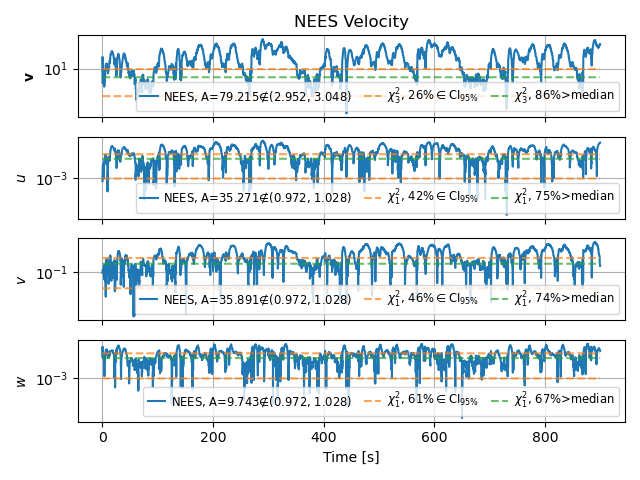 NEES Velocity
v
10^1
NEES, A=79.215∉(2.952, 3.048)
χ²₃, 26%∈CI₉₅%
χ²₃, 86%>median
u
10^−3
NEES, A=35.271∉(0.972, 1.028)
χ²₁, 42%∈CI₉₅%
χ²₁, 75%>median
v
10^−1
NEES, A=35.891∉(0.972, 1.028)
χ²₁, 46%∈CI₉₅%
χ²₁, 74%>median
w
10^−3
NEES, A=9.743∉(0.972, 1.028)
χ²₁, 61%∈CI₉₅%
χ²₁, 67%>median
0 200 400 600 800
Time [s]